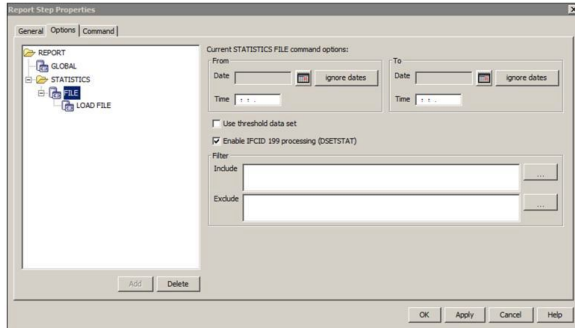 Report Step Properties
General Options Command
REPORT
GLOBAL
STATISTICS
FILE
LOAD FILE
Add Delete
Current STATISTICS FILE command options:
From
Date ignore dates
Time : : .
To
Date ignore dates
Time : : .
Use threshold data set
Enable IFCID 199 processing (DSETSTAT)
Filter
Include ...
Exclude ...
OK Apply Cancel Help